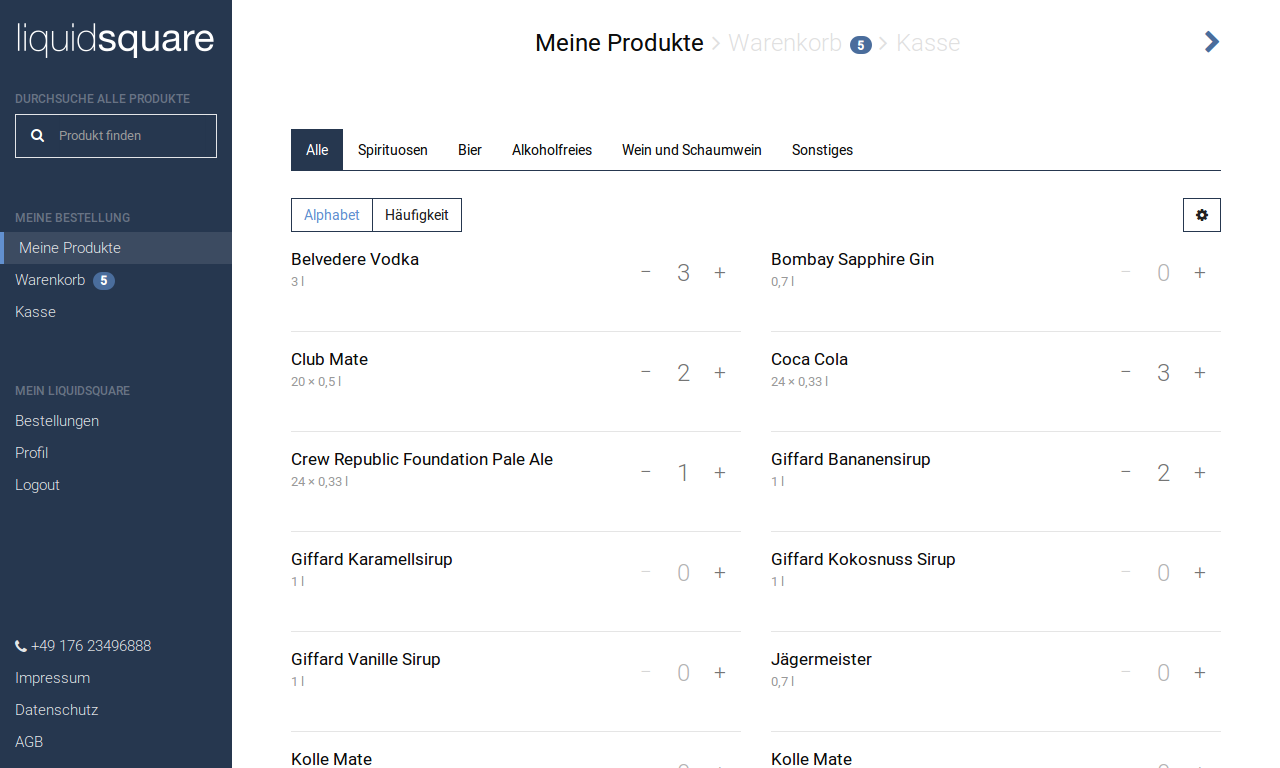 liquidsquare
DURCHSUCHE ALLE PRODUKTE
Produkt finden
MEINE BESTELLUNG
Meine Produkte
Warenkorb 5
Kasse
MEIN LIQUIDSQUARE
Bestellungen
Profil
Logout
+49 176 23496888
Impressum
Datenschutz
AGB
Meine Produkte > Warenkorb 5 > Kasse
Alle Spirituosen Bier Alkoholfreies Wein und Schaumwein Sonstiges
Alphabet Häufigkeit
Belvedere Vodka
3 l
− 3 +
Bombay Sapphire Gin
0,7 l
− 0 +
Club Mate
20 × 0,5 l
− 2 +
Coca Cola
24 × 0,33 l
− 3 +
Crew Republic Foundation Pale Ale
24 × 0,33 l
− 1 +
Giffard Bananensirup
1 l
− 2 +
Giffard Karamellsirup
1 l
− 0 +
Giffard Kokosnuss Sirup
1 l
− 0 +
Giffard Vanille Sirup
1 l
− 0 +
Jägermeister
0,7 l
− 0 +
Kolle Mate
Kolle Mate